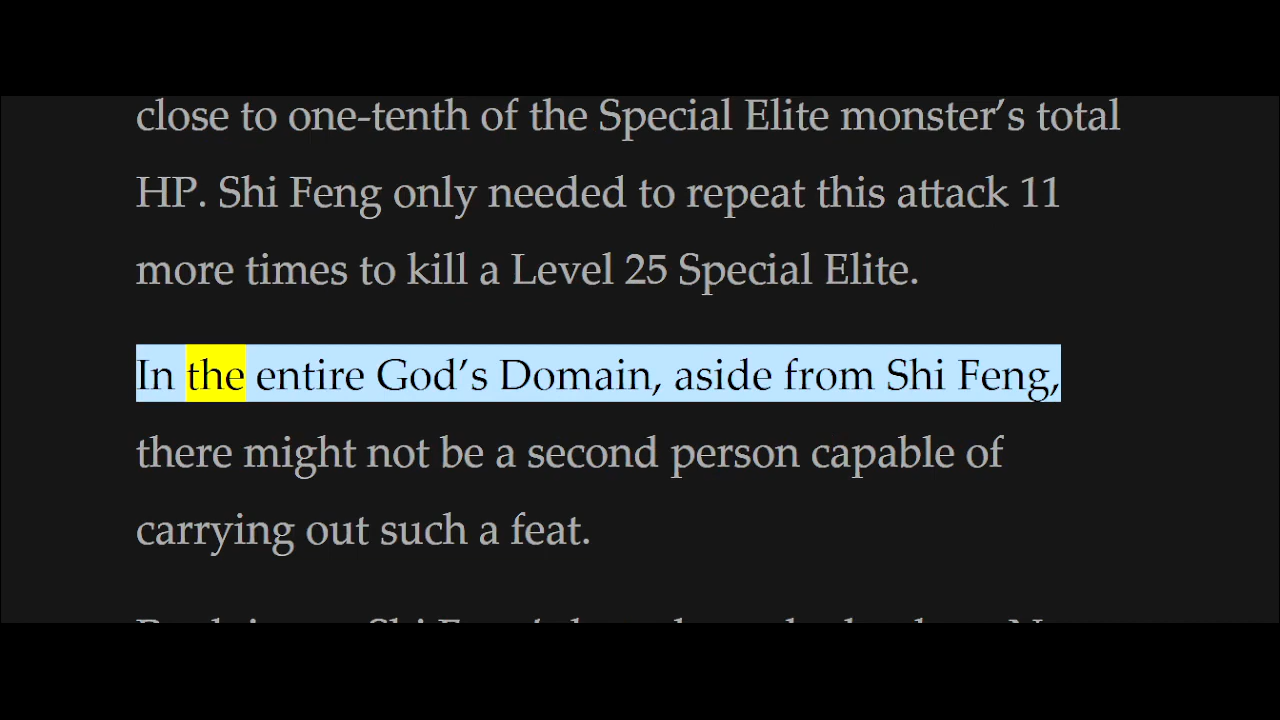 close to one-tenth of the Special Elite monster’s total
HP. Shi Feng only needed to repeat this attack 11
more times to kill a Level 25 Special Elite.
In the entire God’s Domain, aside from Shi Feng,
there might not be a second person capable of
carrying out such a feat.